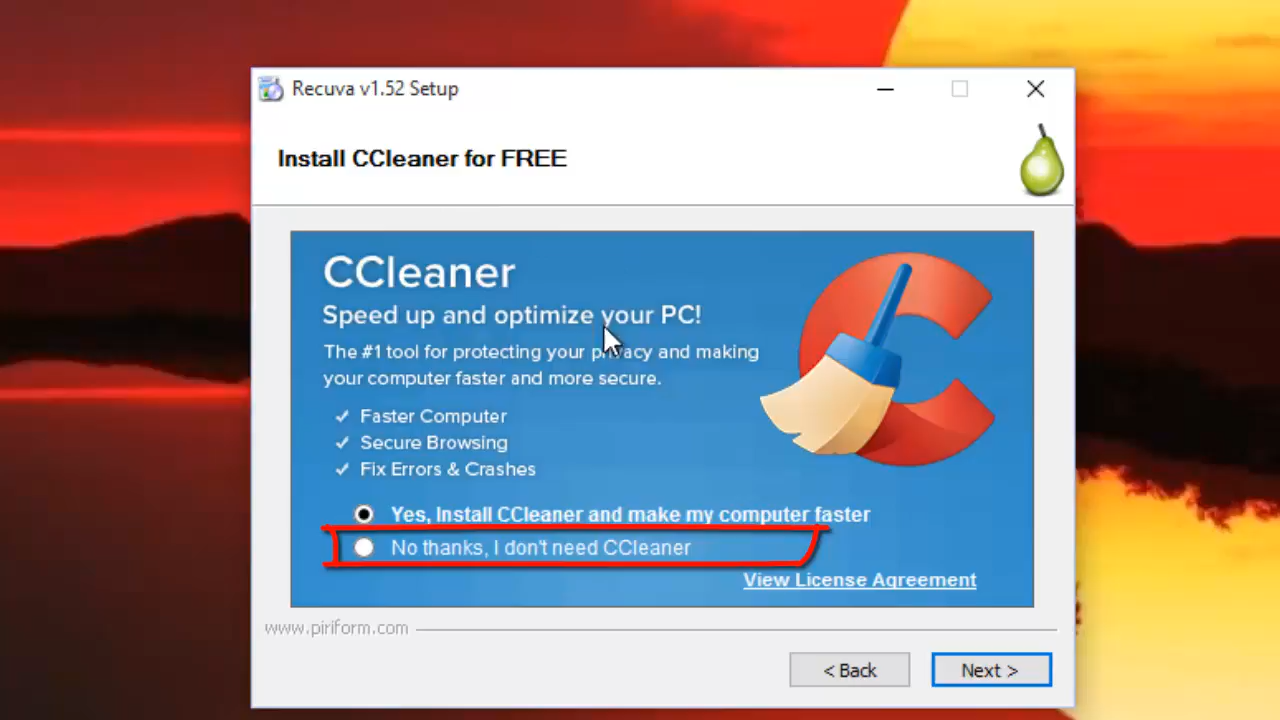 Recuva v1.52 Setup
Install CCleaner for FREE
CCleaner
Speed up and optimize your PC!
The #1 tool for protecting your privacy and making
your computer faster and more secure.
Faster Computer
Secure Browsing
Fix Errors & Crashes
Yes, Install CCleaner and make my computer faster
No thanks, I don't need CCleaner
View License Agreement
www.piriform.com
< Back
Next >